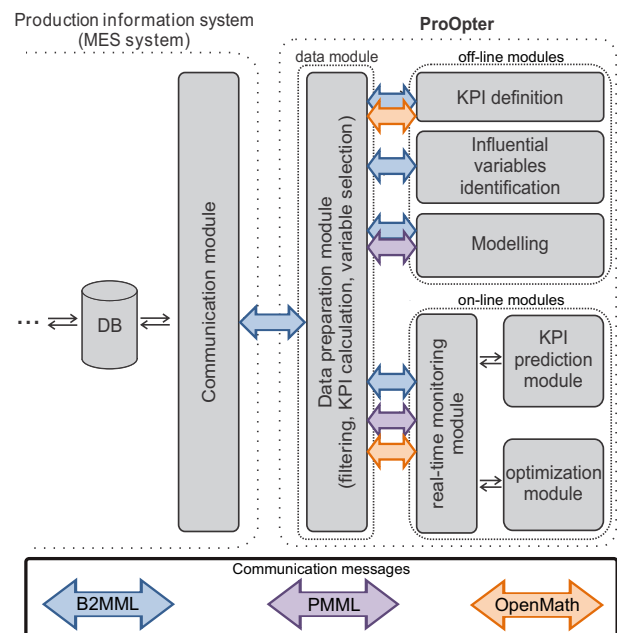 Production information system
(MES system)
ProOpter
data module
off-line modules
KPI definition
Influential
variables
identification
Modelling
Communication module
Data preparation module
(filtering, KPI calculation, variable selection)
...
DB
on-line modules
real-time monitoring
module
KPI
prediction
module
optimization
module
Communication messages
B2MML
PMML
OpenMath